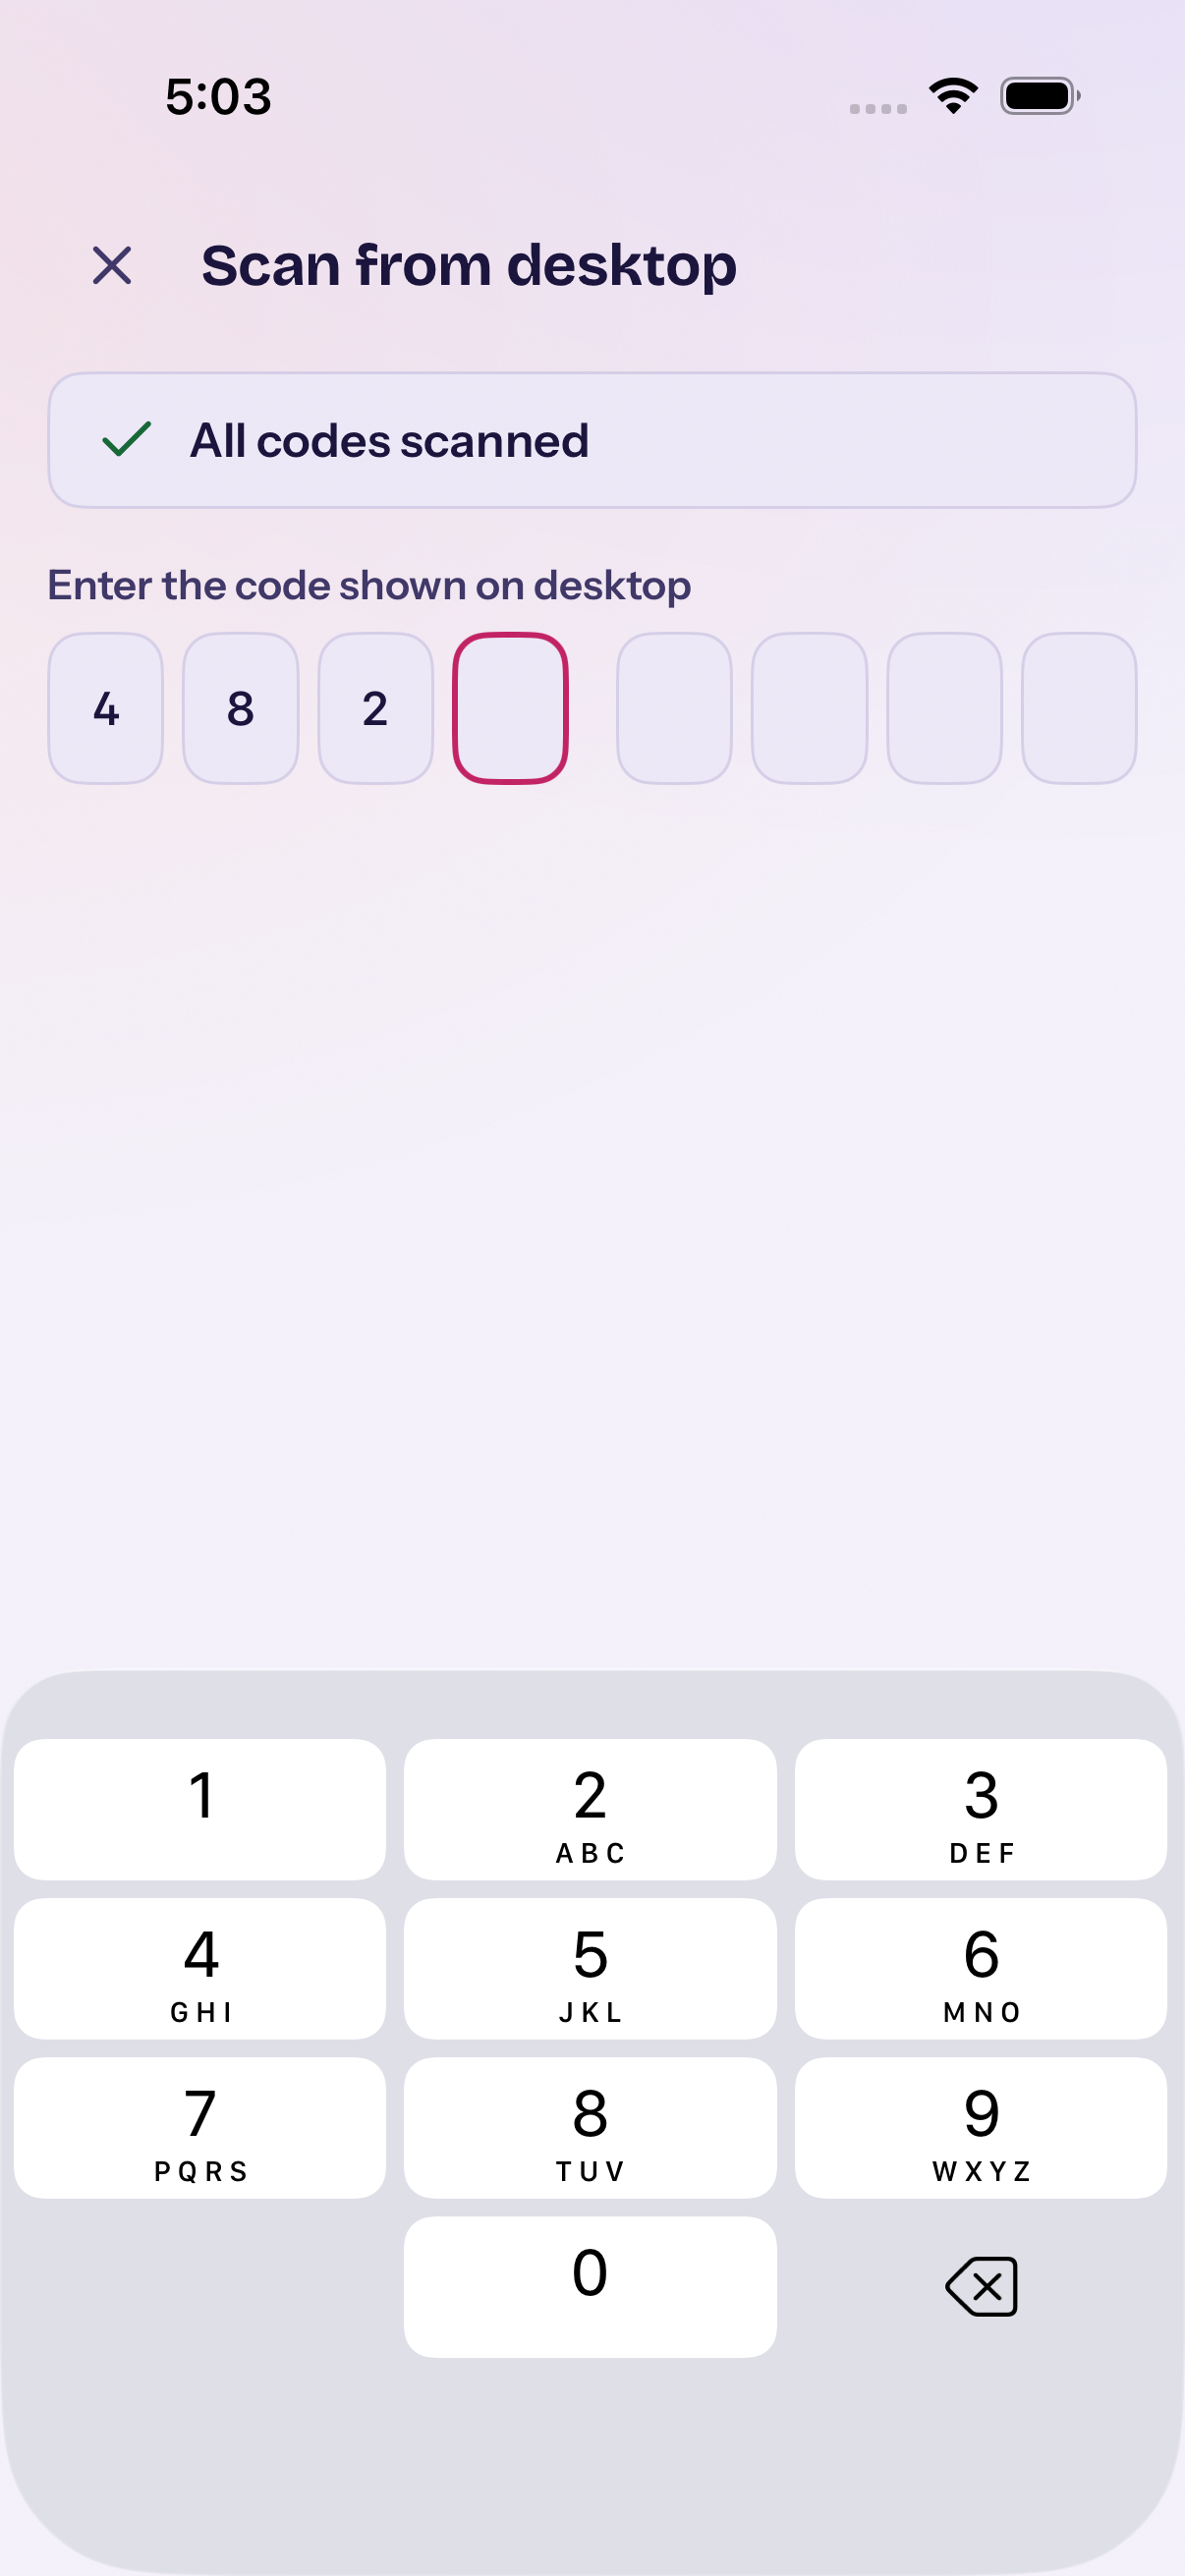 5:03
Scan from desktop
All codes scanned
Enter the code shown on desktop
4 8 2
1 2 3
ABC DEF
4 5 6
GHI JKL MNO
7 8 9
PQRS TUV WXYZ
0